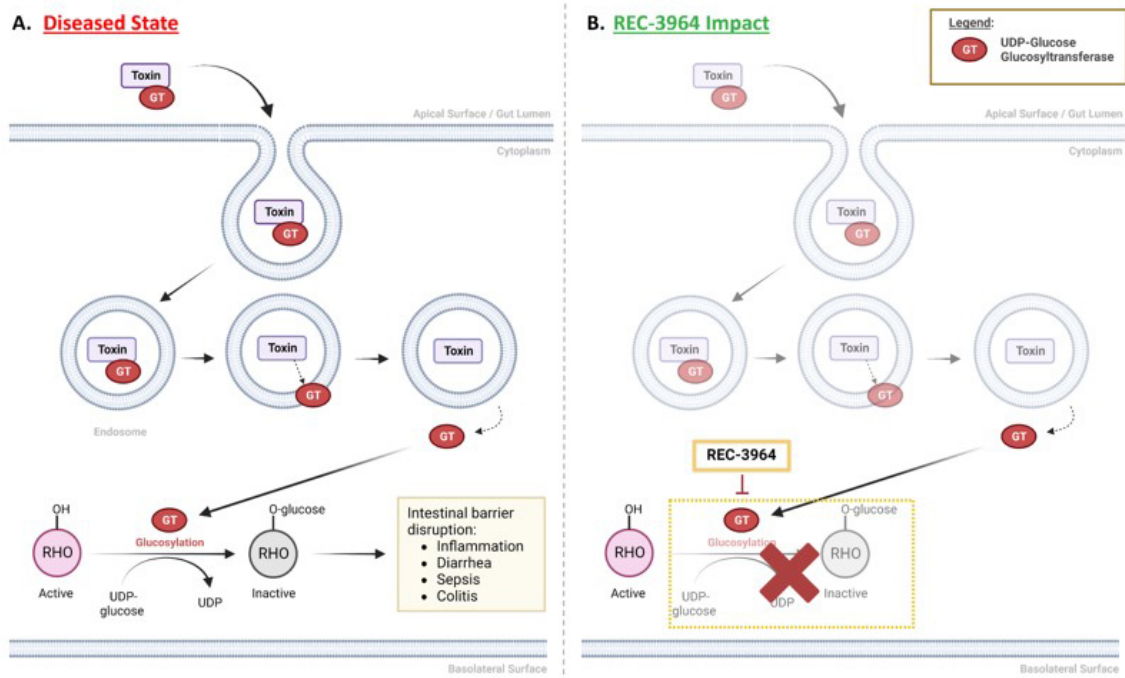 A. Diseased State
Toxin
GT
Apical Surface / Gut Lumen
Cytoplasm
Toxin
GT
Toxin
GT
Toxin
GT
Toxin
Endosome
GT
OH
RHO
Active
GT
Glucosylation
UDP-
glucose
UDP
O-glucose
RHO
Inactive
Intestinal barrier
disruption:
• Inflammation
• Diarrhea
• Sepsis
• Colitis
Basolateral Surface
B. REC-3964 Impact
Legend:
GT
UDP-Glucose
Glucosyltransferase
Toxin
GT
Apical Surface / Gut Lumen
Cytoplasm
Toxin
GT
Toxin
GT
Toxin
GT
Toxin
GT
REC-3964
OH
RHO
Active
GT
Glucosylation
UDP-
glucose
UDP
O-glucose
RHO
Inactive
Basolateral Surface